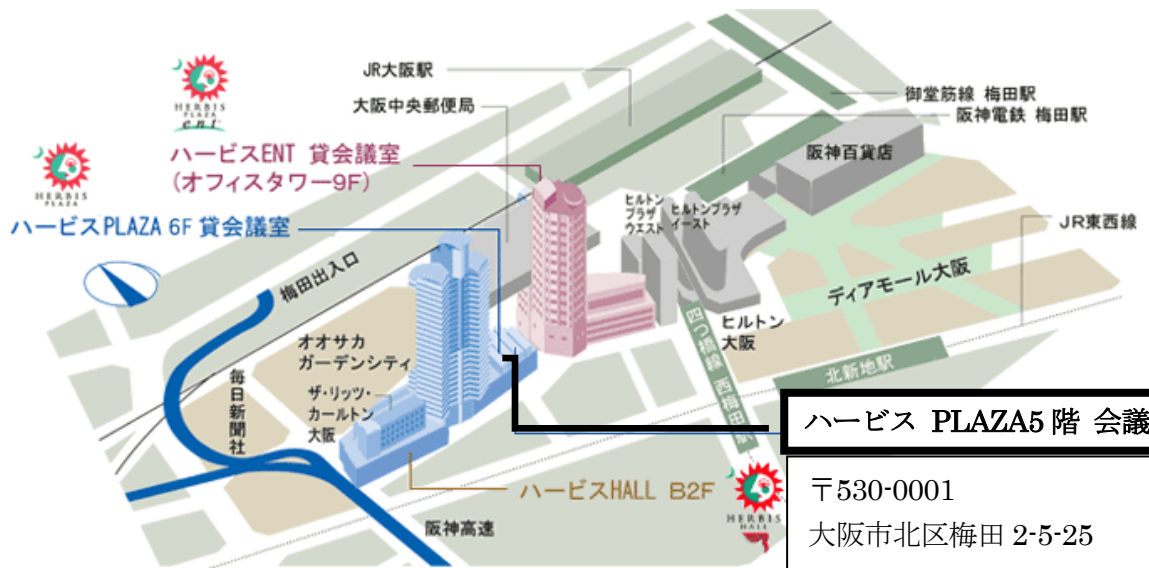 JR大阪駅
大阪中央郵便局
御堂筋線 梅田駅
阪神電鉄 梅田駅
阪神百貨店
HERBIS
PLAZA
ent
ハービスENT 貸会議室
(オフィスタワー9F)
HERBIS
PLAZA
ハービスPLAZA 6F 貸会議室
ヒルトン
プラザ
ウエスト
ヒルトンプラザ
イースト
JR東西線
梅田出入口
ディアモール大阪
オオサカ
ガーデンシティ
ヒルトン
大阪
四つ橋線 西梅田駅
北新地駅
毎日新聞社
ザ・リッツ・
カールトン
大阪
ハービス PLAZA5階 会議
ハービスHALL B2F
HERBIS
HALL
阪神高速
〒530-0001
大阪市北区梅田 2-5-25